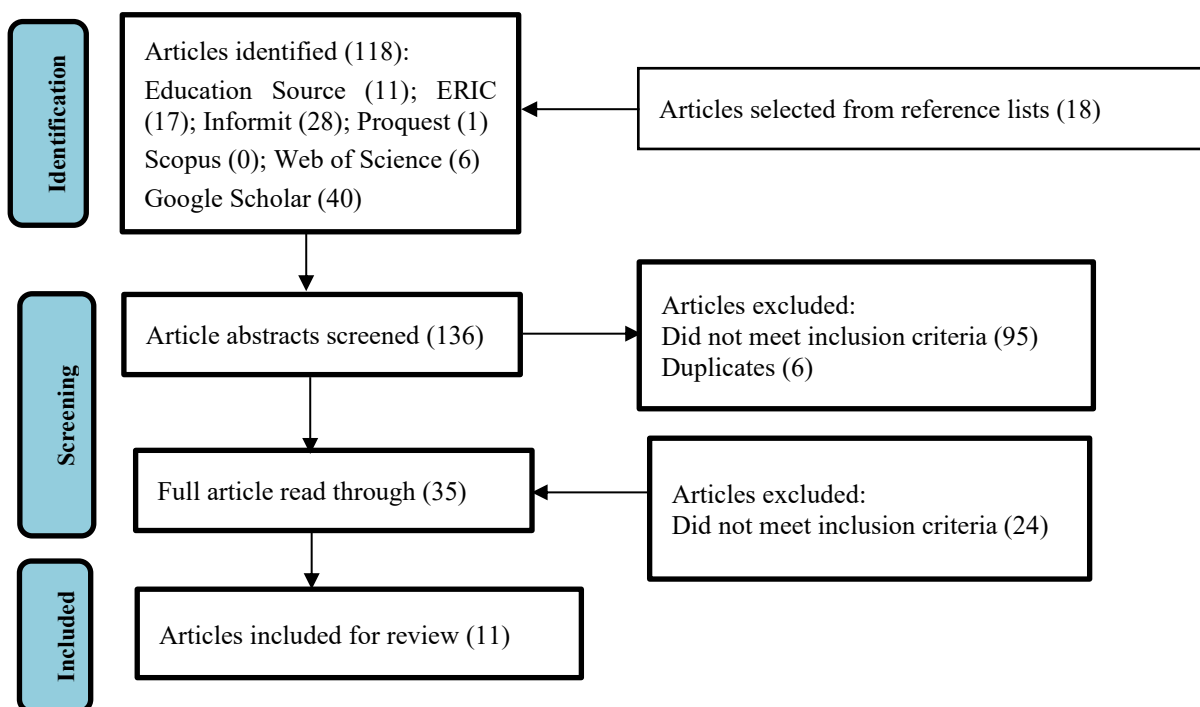 Identification
Articles identified (118):
Education Source (11); ERIC
(17); Informit (28); Proquest (1)
Scopus (0); Web of Science (6)
Google Scholar (40)
Articles selected from reference lists (18)
Screening
Article abstracts screened (136)
Articles excluded:
Did not meet inclusion criteria (95)
Duplicates (6)
Full article read through (35)
Articles excluded:
Did not meet inclusion criteria (24)
Included
Articles included for review (11)